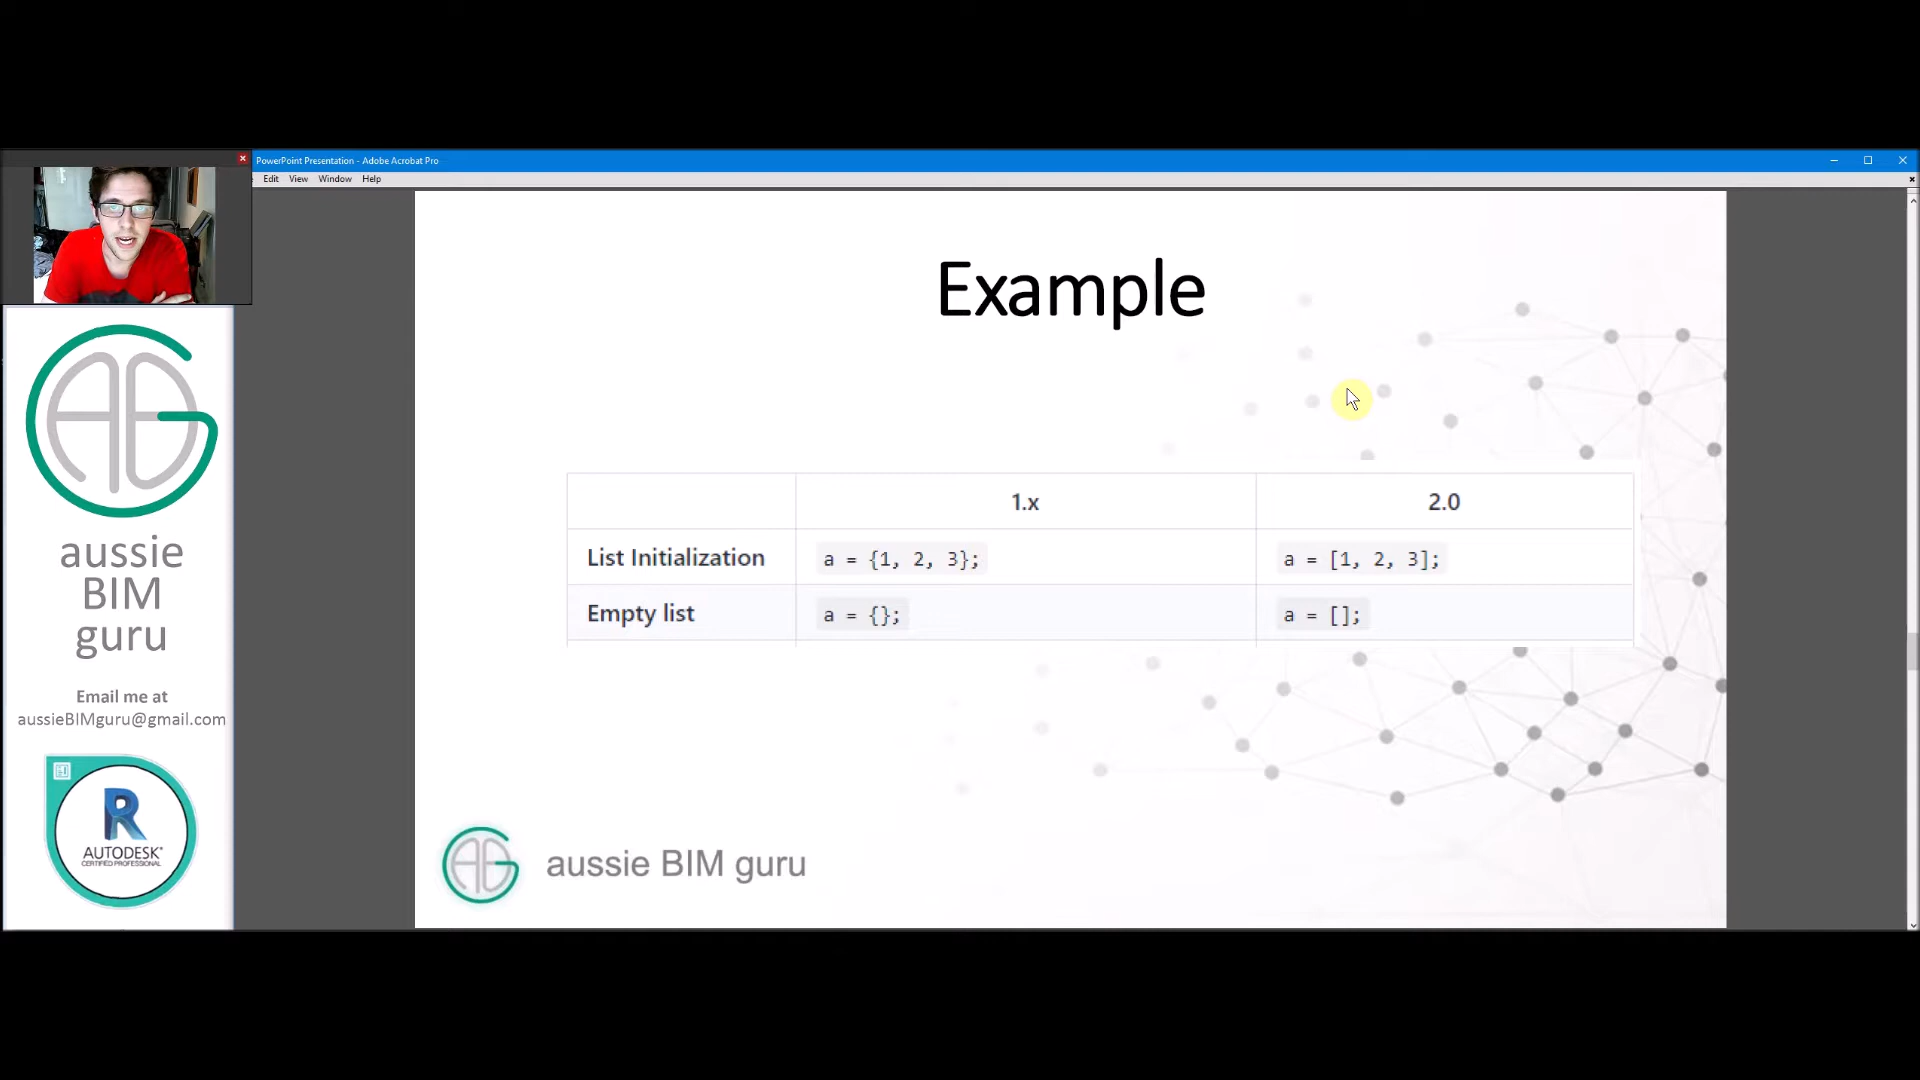 PowerPoint Presentation - Adobe Acrobat Pro
Edit View Window Help
AG
aussie
BIM
guru
Email me at
aussieBIMguru@gmail.com
R
AUTODESK
CERTIFIED PROFESSIONAL
Example
1.x 2.0
List Initialization a = {1, 2, 3}; a = [1, 2, 3];
Empty list a = {}; a = [];
AG aussie BIM guru